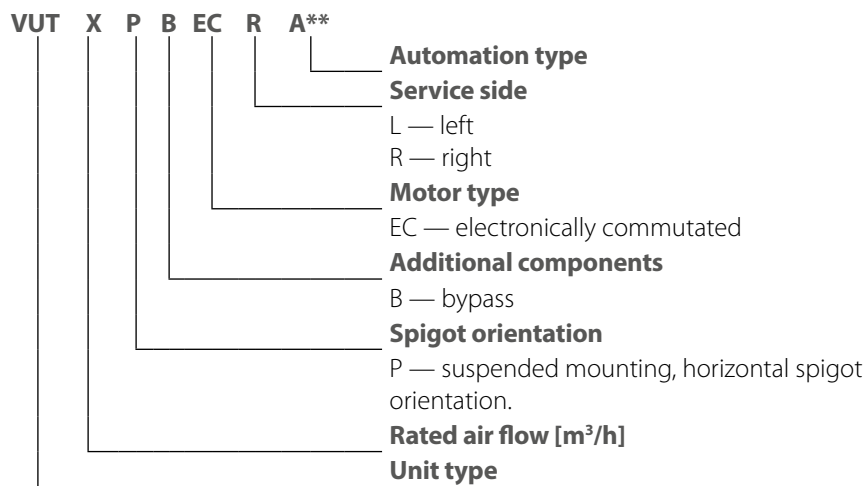 VUT X P B EC R A**
Automation type
Service side
L — left
R — right
Motor type
EC — electronically commutated
Additional components
B — bypass
Spigot orientation
P — suspended mounting, horizontal spigot
orientation.
Rated air flow [m³/h]
Unit type